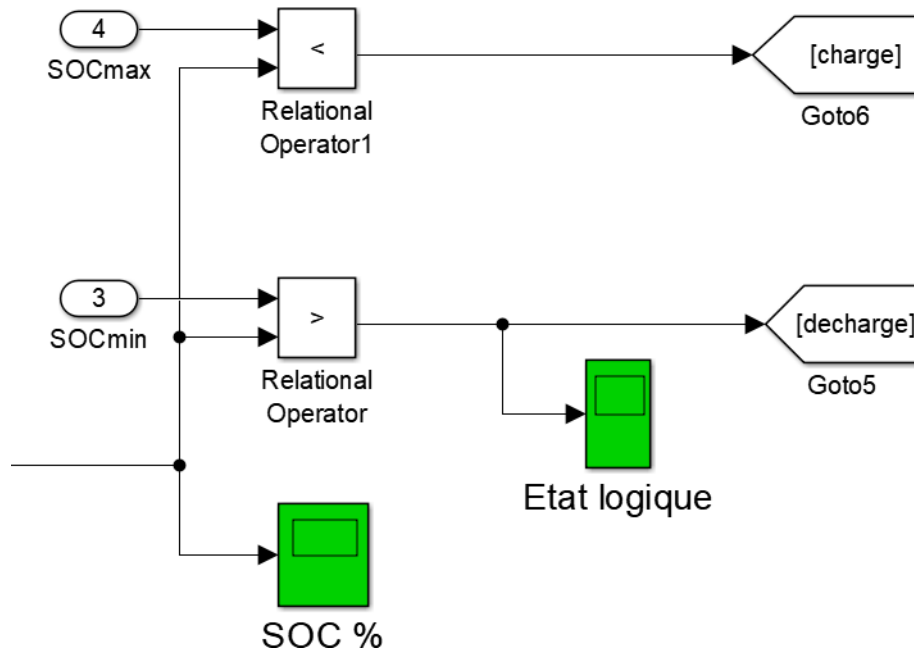 4
SOCmax
<
Relational
Operator1
[charge]
Goto6
3
SOCmin
>
Relational
Operator
[decharge]
Goto5
Etat logique
SOC %